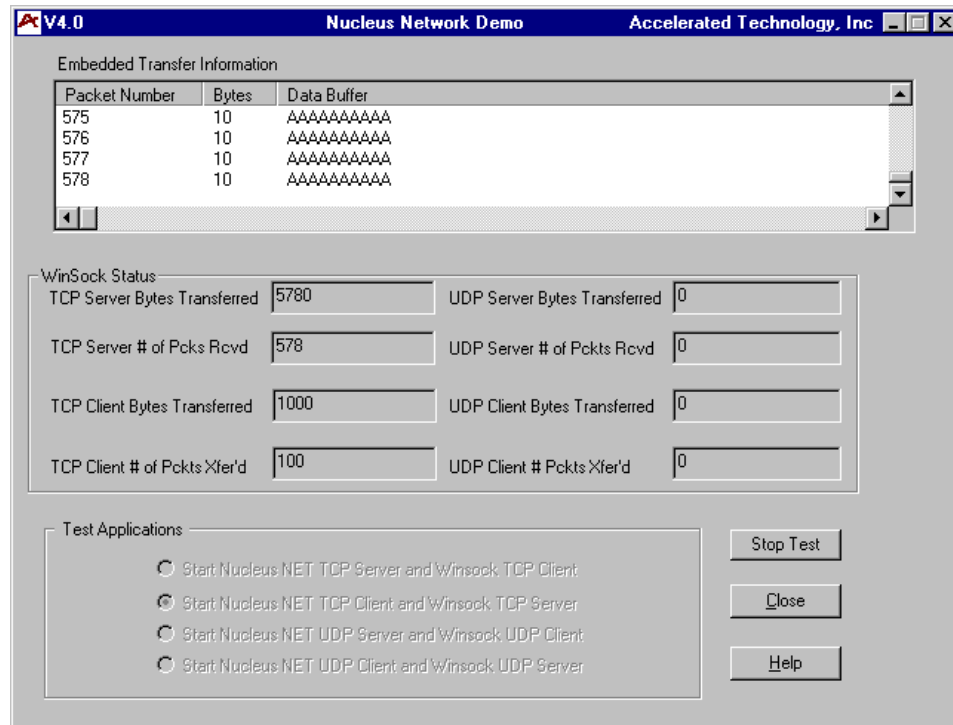 V4.0 Nucleus Network Demo Accelerated Technology, Inc
Embedded Transfer Information
Packet Number Bytes Data Buffer
575 10 AAAAAAAAAA
576 10 AAAAAAAAAA
577 10 AAAAAAAAAA
578 10 AAAAAAAAAA
WinSock Status
TCP Server Bytes Transferred 5780 UDP Server Bytes Transferred 0
TCP Server # of Pcks Rcvd 578 UDP Server # of Pckts Rcvd 0
TCP Client Bytes Transferred 1000 UDP Client Bytes Transferred 0
TCP Client # of Pckts Xfer'd 100 UDP Client # Pckts Xfer'd 0
Test Applications
Start Nucleus NET TCP Server and Winsock TCP Client
Start Nucleus NET TCP Client and Winsock TCP Server
Start Nucleus NET UDP Server and Winsock UDP Client
Start Nucleus NET UDP Client and Winsock UDP Server
Stop Test
Close
Help